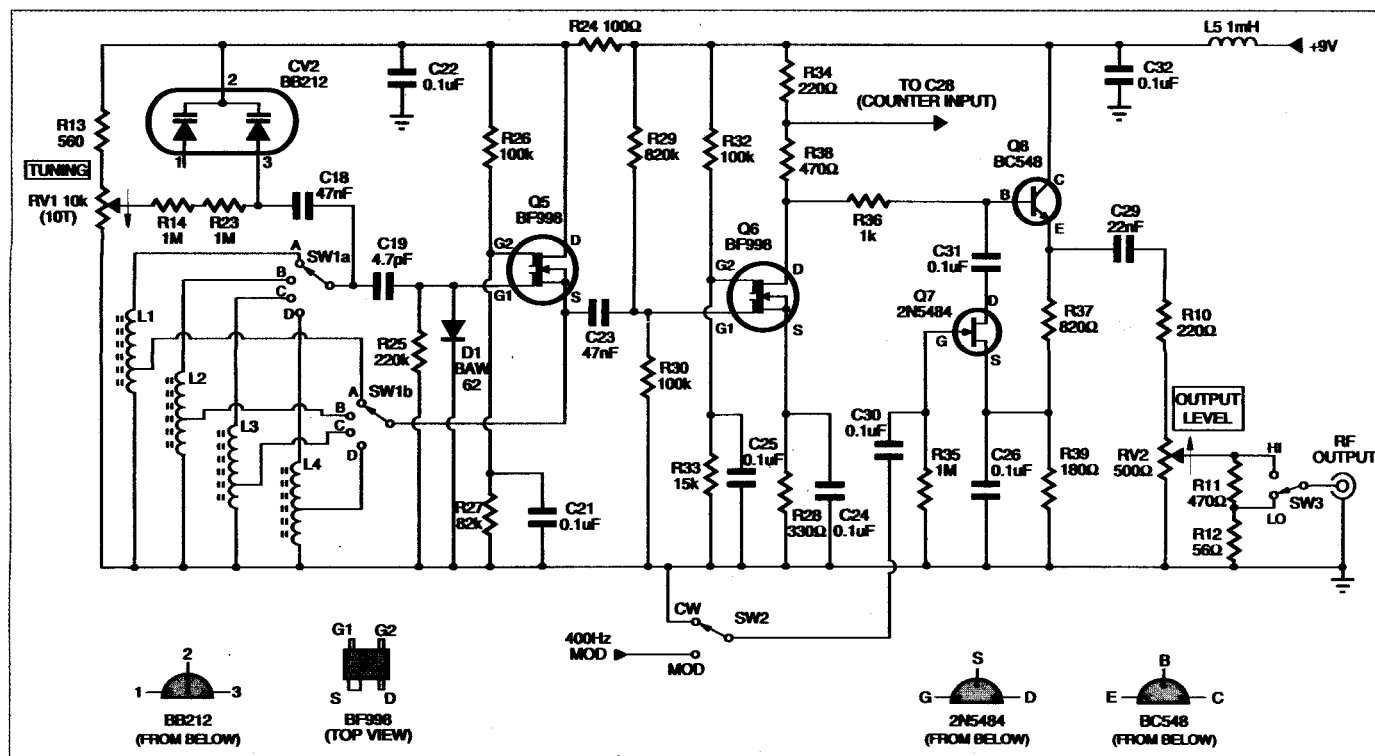 R24 100Ω
L5 1mH
+9V
CV2
BB212
2
1
3
C22
0.1uF
R34
220Ω
TO C28
(COUNTER INPUT)
C32
0.1uF
R13
560
R26
100k
R29
820k
R32
100k
R38
470Ω
Q8
BC548
B
C
E
TUNING
RV1 10k
(10T)
R14
1M
R23
1M
C18
47nF
Q5
BF998
G2
D
G1
S
Q6
BF998
G2
D
G1
S
R36
1k
C29
22nF
C31
0.1uF
A
SW1a
B
C
D
C19
4.7pF
Q7
2N5484
D
G
S
R37
820Ω
R10
220Ω
L1
L2
L3
L4
R25
220k
D1
BAW
62
C23
47nF
R30
100k
A
SW1b
B
C
D
OUTPUT
LEVEL
C30
0.1uF
R33
15k
C25
0.1uF
R28
330Ω
C24
0.1uF
R35
1M
C26
0.1uF
R39
180Ω
RV2
500Ω
HI
LO
SW3
RF
OUTPUT
R11
470Ω
R12
56Ω
R27
82k
C21
0.1uF
CW
SW2
400Hz
MOD
MOD
2
1
3
BB212
(FROM BELOW)
G1
G2
S
D
BF998
(TOP VIEW)
S
G
D
2N5484
(FROM BELOW)
B
E
C
BC548
(FROM BELOW)